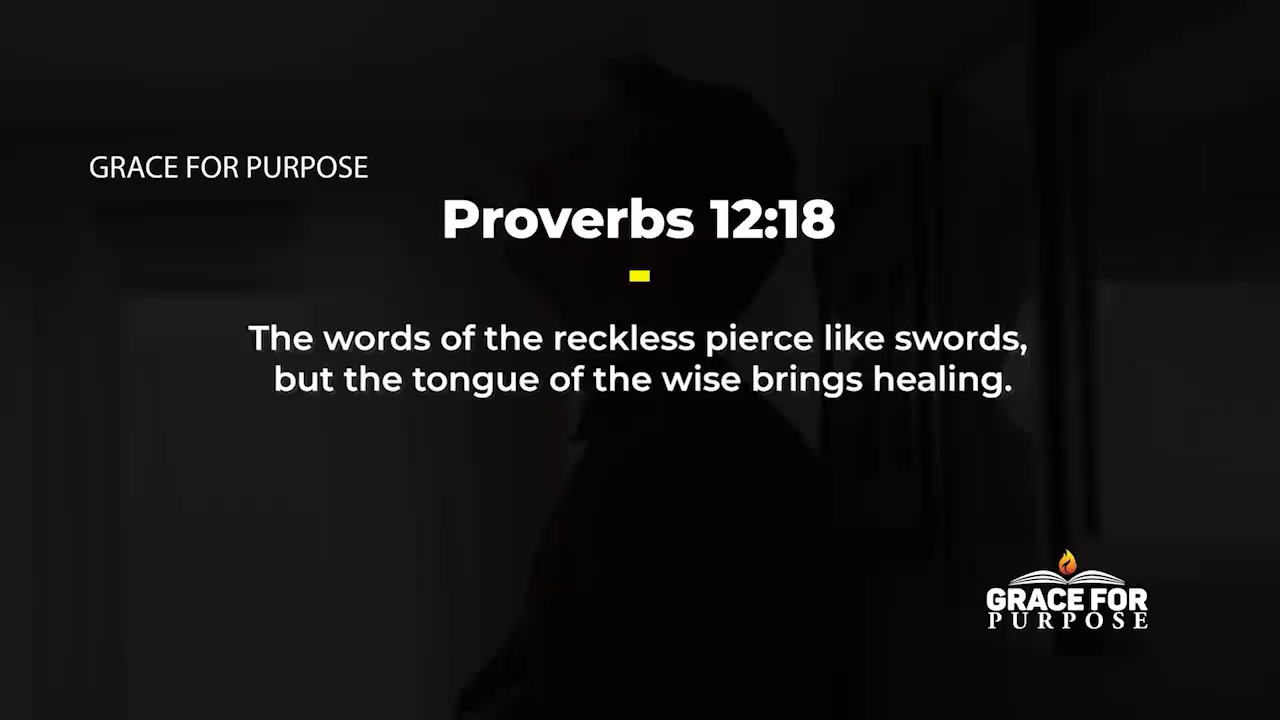 GRACE FOR PURPOSE
Proverbs 12:18
The words of the reckless pierce like swords,
but the tongue of the wise brings healing.
GRACE FOR
PURPOSE